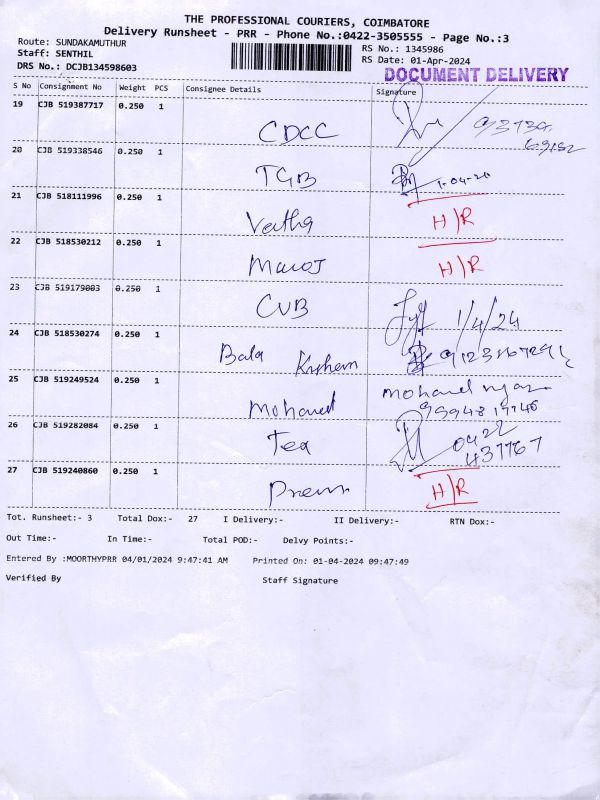 THE PROFESSIONAL COURIERS, COIMBATORE
Delivery Runsheet - PRR - Phone No.:0422-3505555 - Page No.:3
Route: SUNDAKAMUTHUR
RS No.: 1345986
Staff: SENTHIL
RS Date: 01-Apr-2024
DRS No.: DCJB134598603
DOCUMENT DELIVERY
S No Consignment No Weight PCS Consignee Details Signature
19 CJB 519387717 0.250 1
CDCC
20 CJB 519338546 0.250 1
TGB
21 CJB 518111996 0.250 1
H/R
22 CJB 518530212 0.250 1
Manoj H/R
23 CJB 519179003 0.250 1
CUB 1/4/24
24 CJB 518530274 0.250 1
Bala
25 CJB 519249524 0.250 1
26 CJB 519282084 0.250 1
Tea 0422
437767
27 CJB 519240860 0.250 1
Prem H/R
Tot. Runsheet:- 3 Total Dox:- 27 I Delivery:- II Delivery:- RTN Dox:-
Out Time:- In Time:- Total POD:- Delvy Points:-
Entered By :MOORTHYPRR 04/01/2024 9:47:41 AM Printed On: 01-04-2024 09:47:49
Verified By Staff Signature